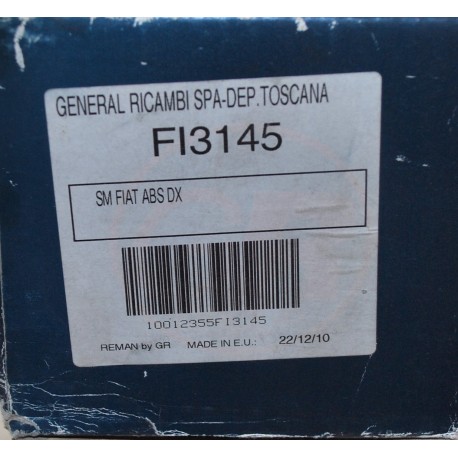 GENERAL RICAMBI SPA-DEP.TOSCANA
FI3145
SM FIAT ABS DX
10012355FI3145
REMAN by GR MADE IN E.U.: 22/12/10